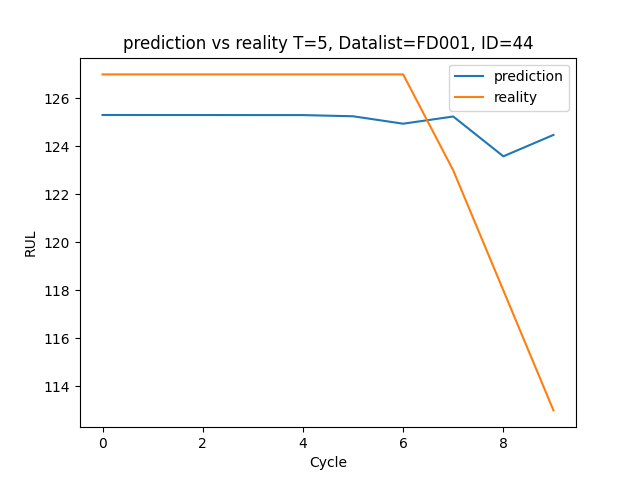 prediction vs reality T=5, Datalist=FD001, ID=44
prediction
reality
126
124
122
120
118
116
114
RUL
0 2 4 6 8
Cycle